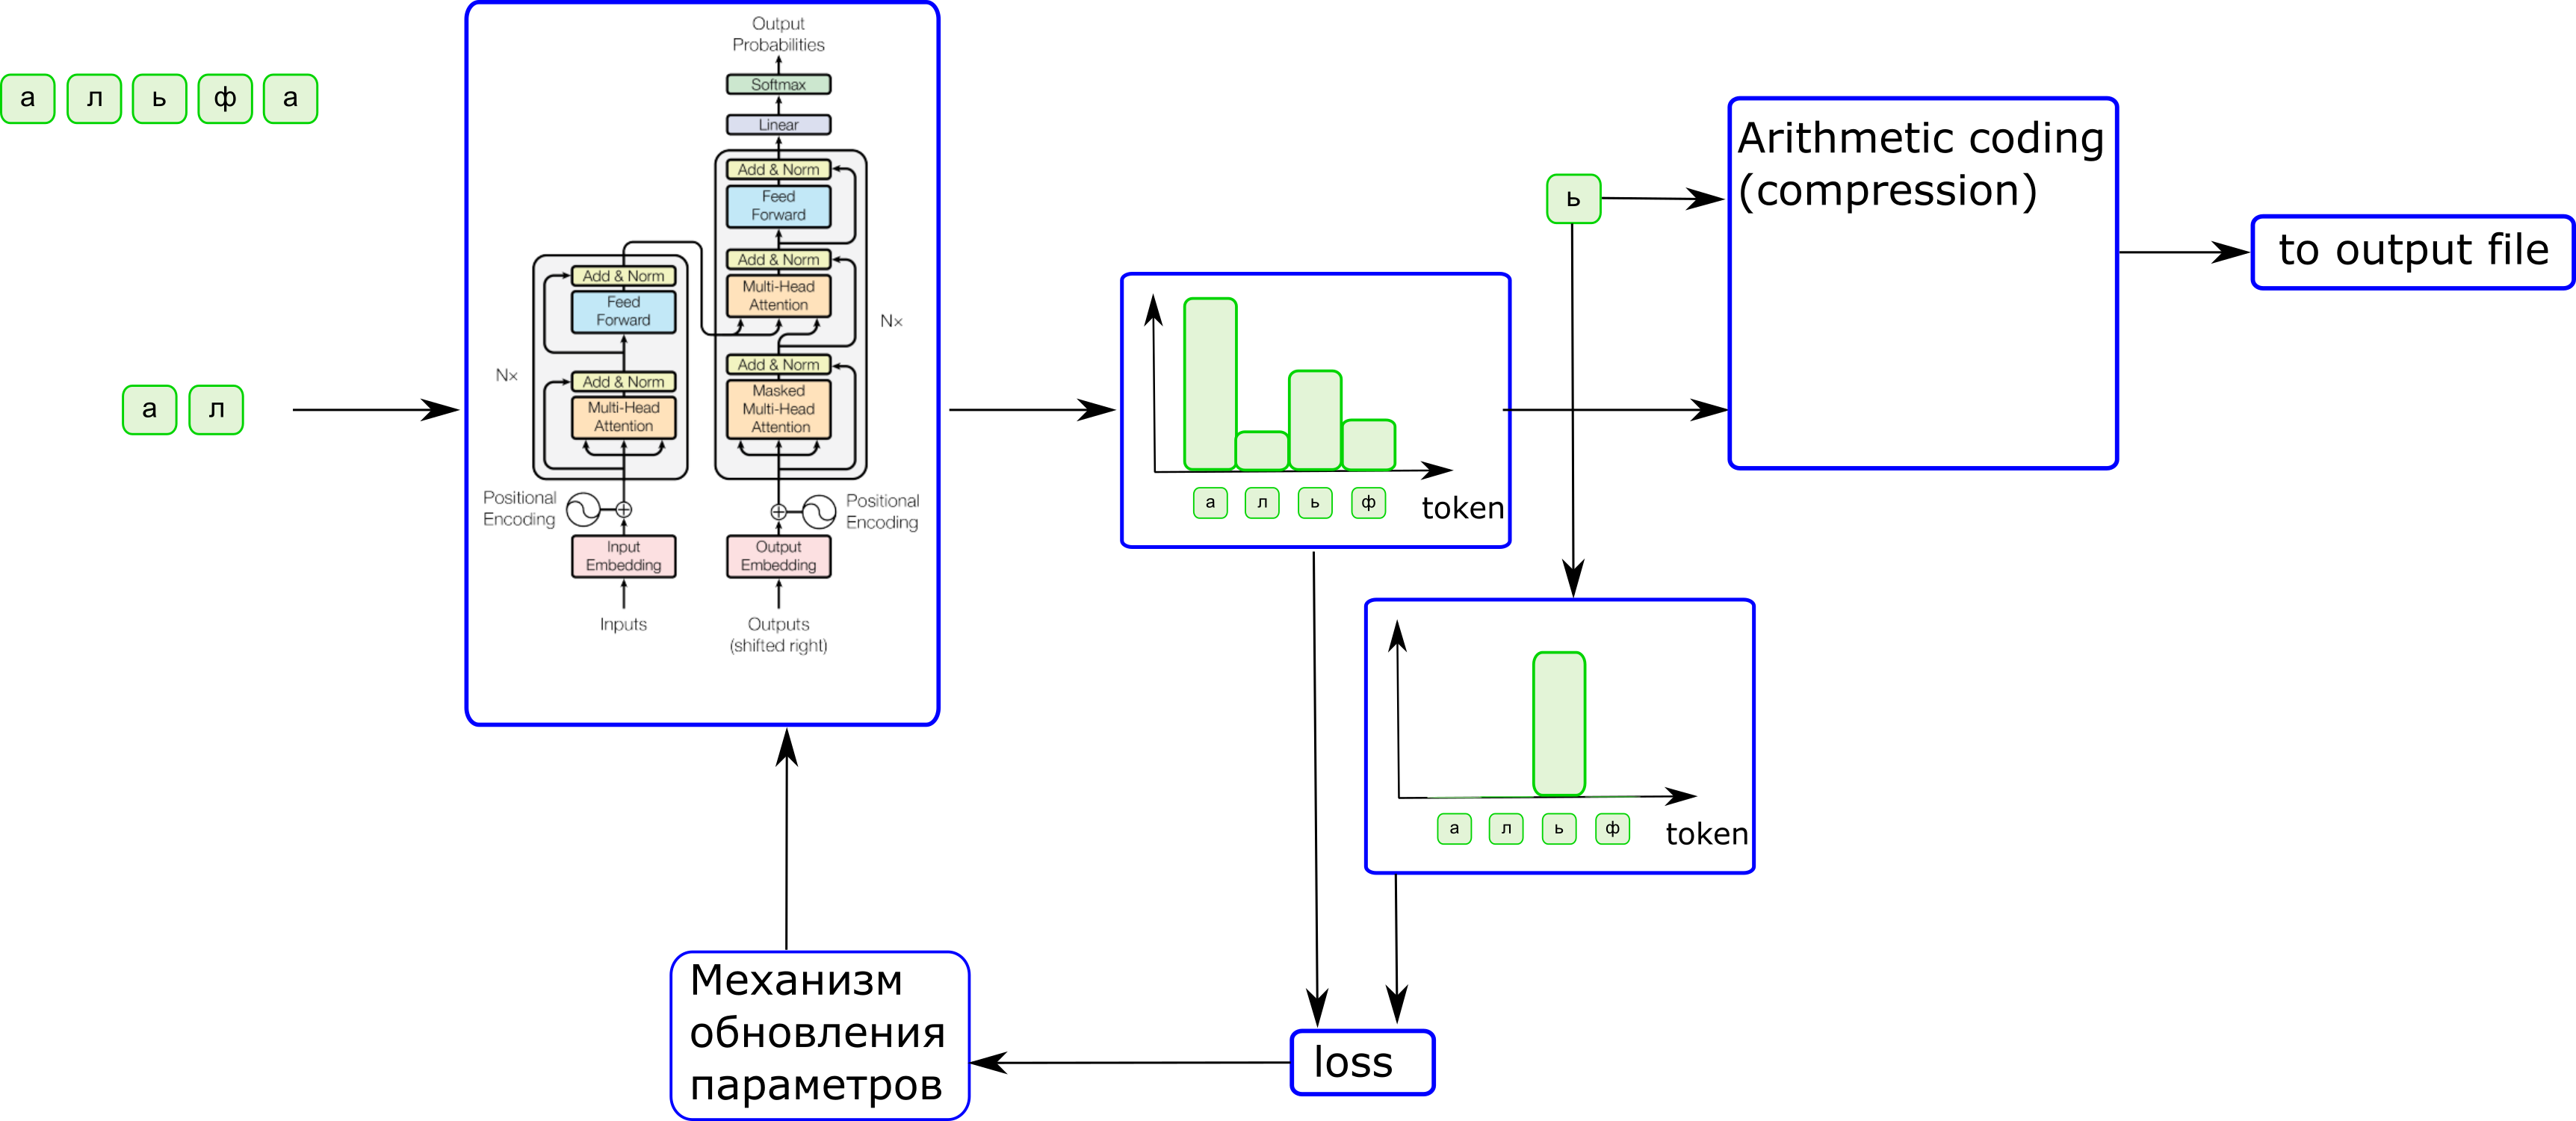 а л ь ф а
а л
Output
Probabilities
Softmax
Linear
Add & Norm
Feed
Forward
Add & Norm
Multi-Head
Attention
Add & Norm
Masked
Multi-Head
Attention
Nx
Add & Norm
Feed
Forward
Add & Norm
Multi-Head
Attention
Nx
Positional
Encoding
Positional
Encoding
Input
Embedding
Output
Embedding
Inputs
Outputs
(shifted right)
а л ь ф token
ь
Arithmetic coding
(compression)
to output file
а л ь ф token
loss
Механизм
обновления
параметров